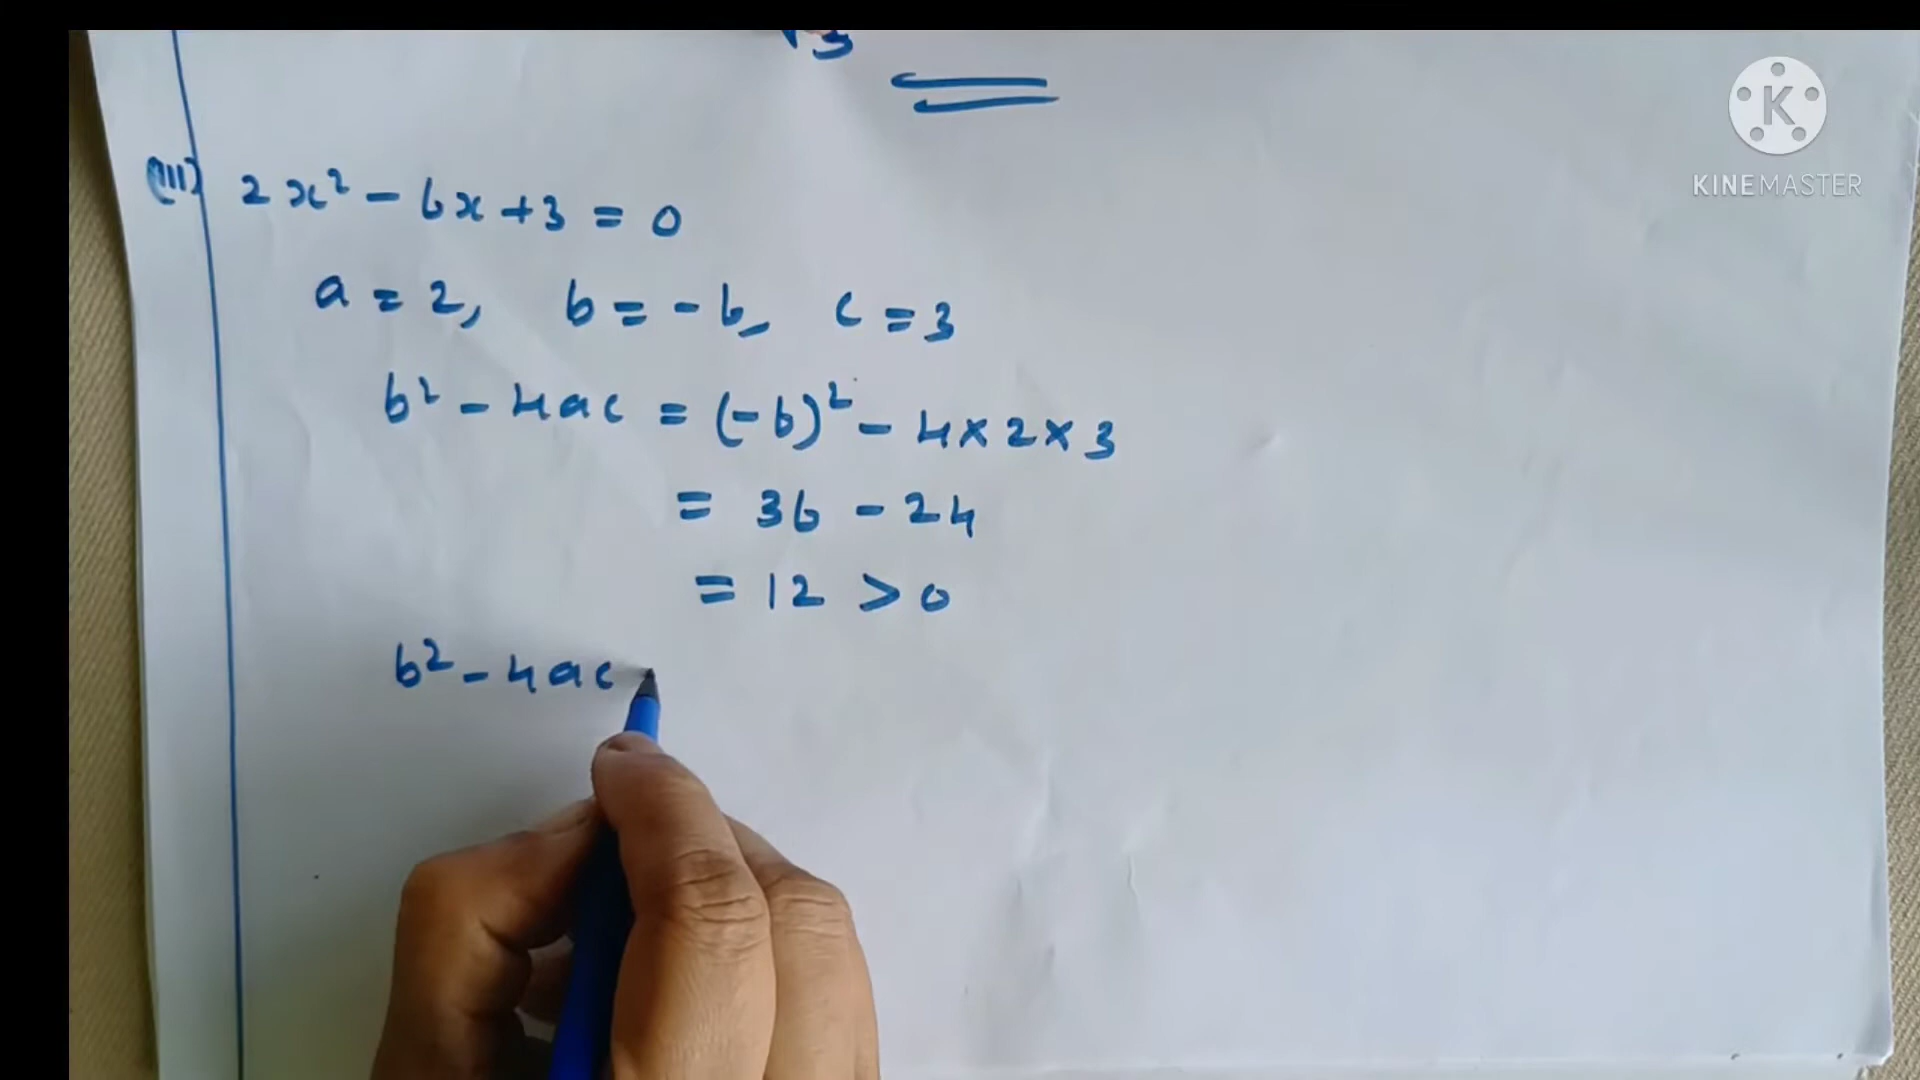 √3
(iii) 2x² - 6x + 3 = 0
a = 2, b = -6, c = 3
b² - 4ac = (-6)² - 4 × 2 × 3
= 36 - 24
= 12 > 0
b² - 4ac
K
KINEMASTER